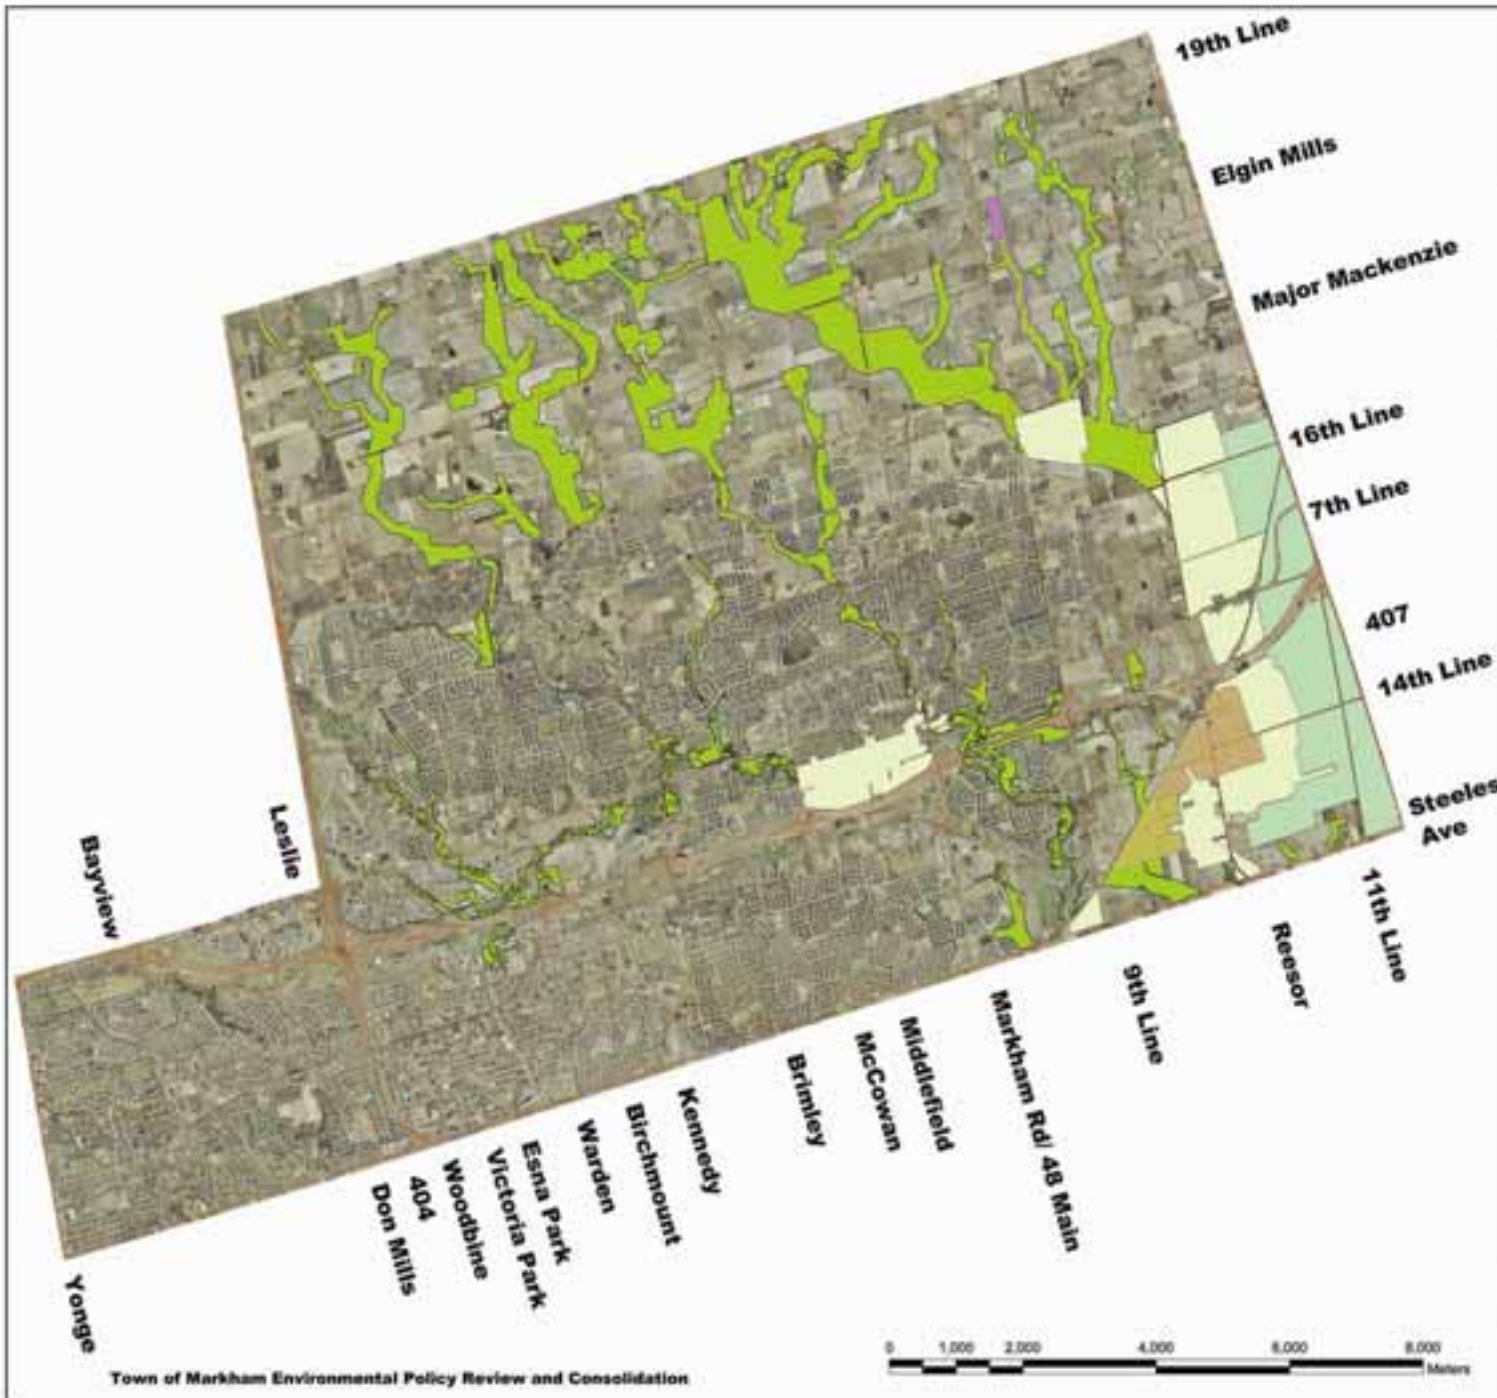 19th Line
Elgin Mills
Major Mackenzie
16th Line
7th Line
407
14th Line
Steeles
Ave
Leslie
Bayview
11th Line
Reesor
9th Line
Markham Rd/ 48 Main
Middlefield
McCowan
Brimley
Kennedy
Birchmount
Warden
Esna Park
Victoria Park
Woodbine
404
Don Mills
Yonge
0 1,000 2,000 4,000 6,000 8,000
Meters
Town of Markham Environmental Policy Review and Consolidation